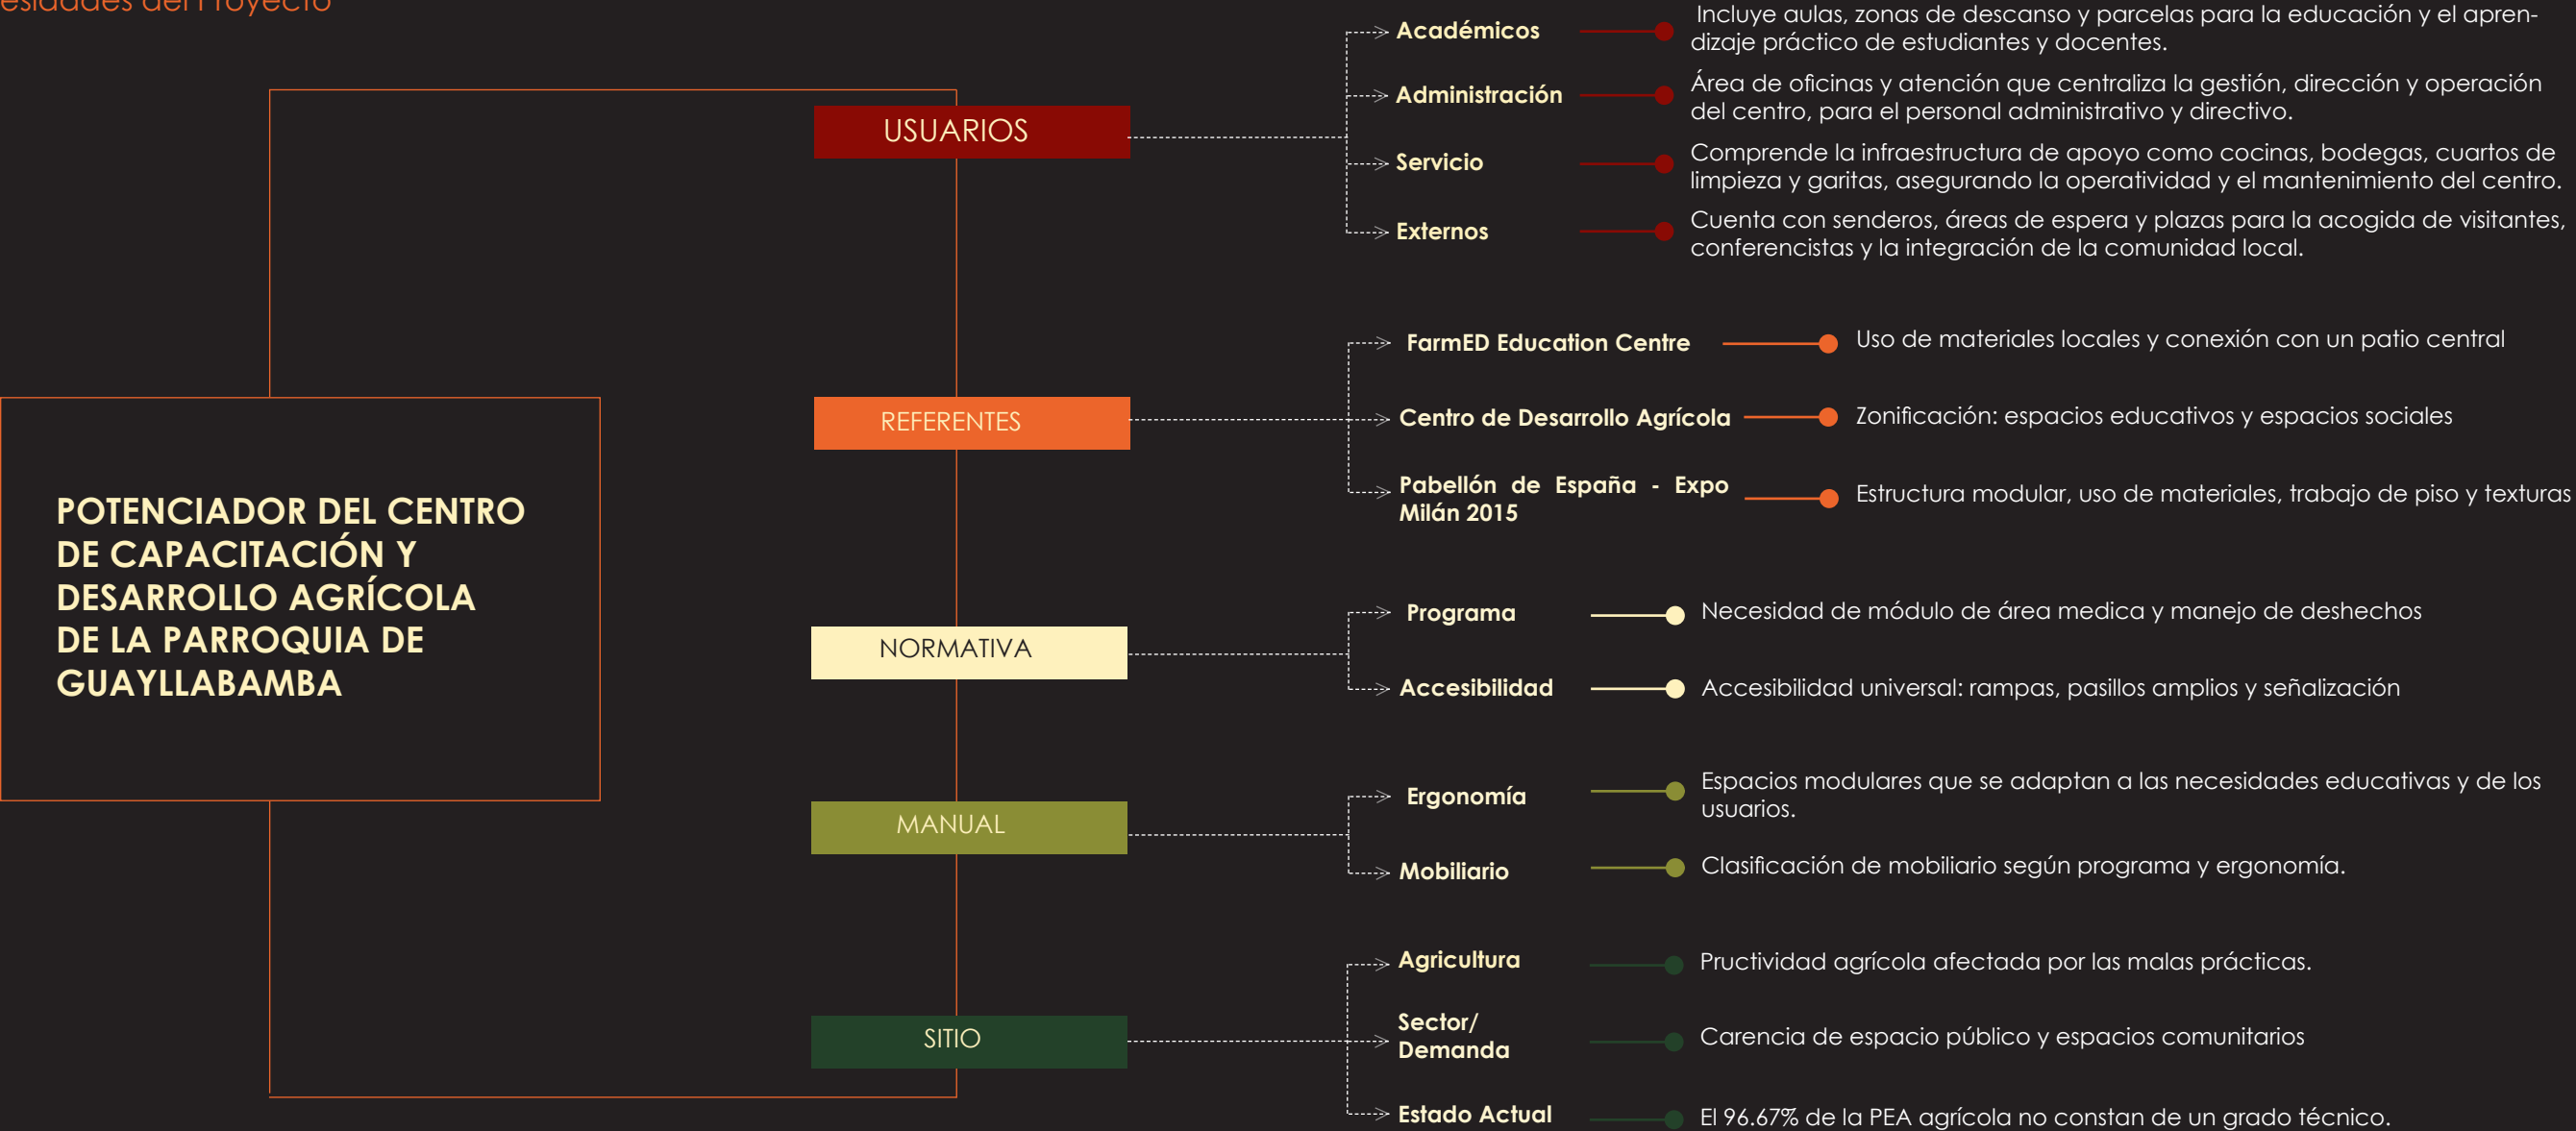 esidades del Proyecto
POTENCIADOR DEL CENTRO
DE CAPACITACIÓN Y
DESARROLLO AGRÍCOLA
DE LA PARROQUIA DE
GUAYLLABAMBA
USUARIOS
Académicos
Incluye aulas, zonas de descanso y parcelas para la educación y el apren-
dizaje práctico de estudiantes y docentes.
Administración
Área de oficinas y atención que centraliza la gestión, dirección y operación
del centro, para el personal administrativo y directivo.
Servicio
Comprende la infraestructura de apoyo como cocinas, bodegas, cuartos de
limpieza y garitas, asegurando la operatividad y el mantenimiento del centro.
Externos
Cuenta con senderos, áreas de espera y plazas para la acogida de visitantes,
conferencistas y la integración de la comunidad local.
REFERENTES
FarmED Education Centre
Uso de materiales locales y conexión con un patio central
Centro de Desarrollo Agrícola
Zonificación: espacios educativos y espacios sociales
Pabellón de España - Expo
Milán 2015
Estructura modular, uso de materiales, trabajo de piso y texturas
NORMATIVA
Programa
Necesidad de módulo de área medica y manejo de deshechos
Accesibilidad
Accesibilidad universal: rampas, pasillos amplios y señalización
MANUAL
Ergonomía
Espacios modulares que se adaptan a las necesidades educativas y de los
usuarios.
Mobiliario
Clasificación de mobiliario según programa y ergonomía.
SITIO
Agricultura
Pructividad agrícola afectada por las malas prácticas.
Sector/
Demanda
Carencia de espacio público y espacios comunitarios
Estado Actual
El 96.67% de la PEA agrícola no constan de un grado técnico.